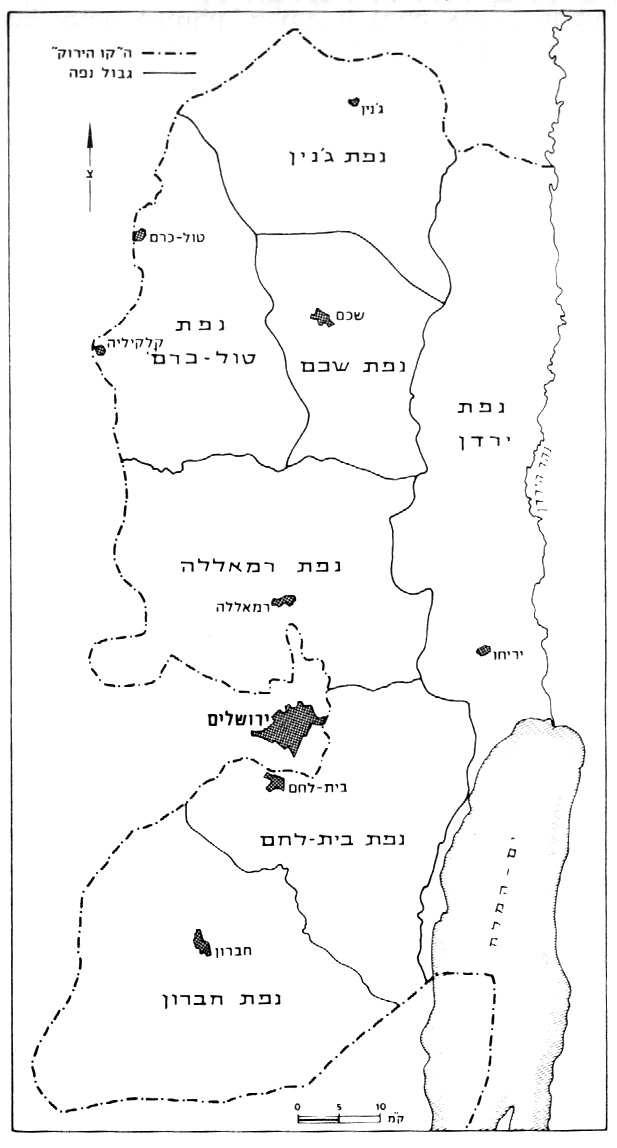 ה"קו הירוק"
גבול נפה
צ
ג'נין
נפת ג'נין
טול-כרם
שכם
נפת
טול-כרם
קלקיליה
נפת שכם
נפת
ירדן
נהר הירדן
נפת רמאללה
רמאללה
יריחו
ירושלים
בית-לחם
נפת בית-לחם
ים-המלח
חברון
נפת חברון
0 5 10
ק"מ